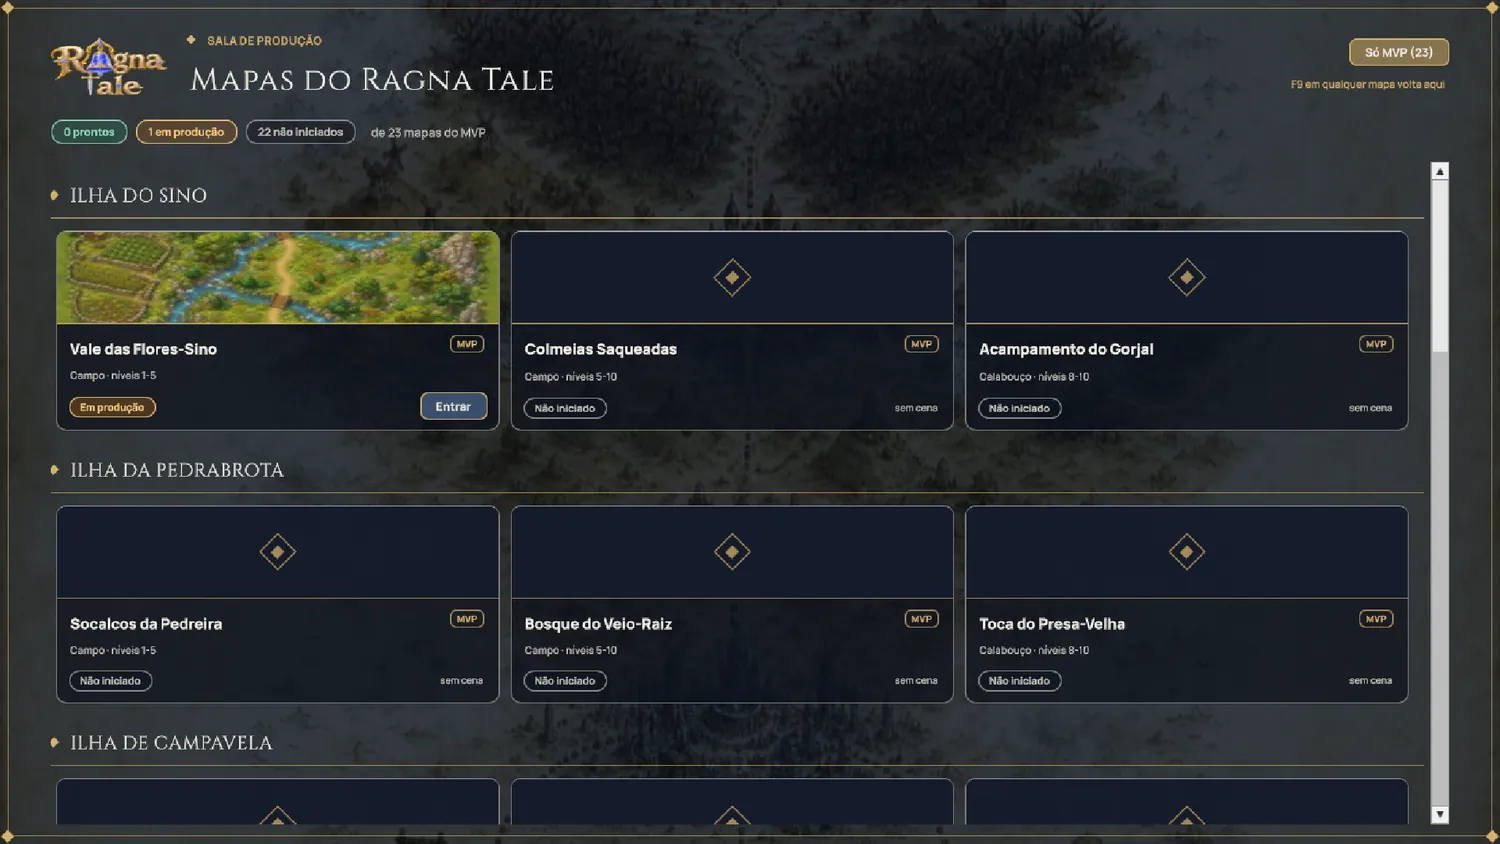 Ragna
Tale
SALA DE PRODUÇÃO
MAPAS DO RAGNA TALE
Só MVP (23)
F9 em qualquer mapa volta aqui
0 prontos
1 em produção
22 não iniciados
de 23 mapas do MVP
ILHA DO SINO
Vale das Flores-Sino
MVP
Campo · níveis 1-5
Em produção
Entrar
Colmeias Saqueadas
MVP
Campo · níveis 5-10
Não iniciado
sem cena
Acampamento do Gorjal
MVP
Calabouço · níveis 8-10
Não iniciado
sem cena
ILHA DA PEDRABROTA
Socalcos da Pedreira
MVP
Campo · níveis 1-5
Não iniciado
sem cena
Bosque do Veio-Raiz
MVP
Campo · níveis 5-10
Não iniciado
sem cena
Toca do Presa-Velha
MVP
Calabouço · níveis 8-10
Não iniciado
sem cena
ILHA DE CAMPAVELA